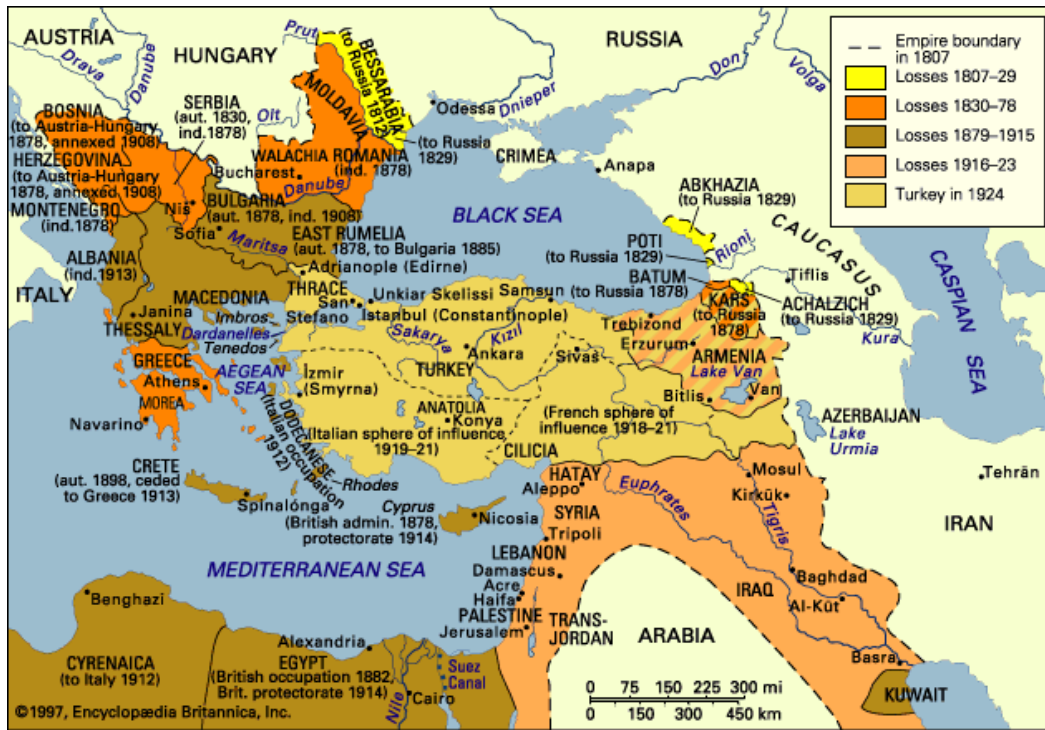 AUSTRIA
Drava
Danube
HUNGARY
Prut
BESSARABIA
(to Russia 1812)
RUSSIA
Don
Volga
Empire boundary
in 1807
Losses 1807–29
Losses 1830–78
Losses 1879–1915
Losses 1916–23
Turkey in 1924
BOSNIA
(to Austria-Hungary
1878, annexed 1908)
HERZEGOVINA
(to Austria-Hungary
1878, annexed 1908)
MONTENEGRO
(ind.1878)
SERBIA
(aut. 1830,
ind.1878)
Olt
MOLDAVIA
Odessa
Dnieper
(to Russia
1829)
WALACHIA
ROMANIA
(ind. 1878)
Bucharest
Danube
CRIMEA
Anapa
Niš
BULGARIA
(aut. 1878, ind. 1908)
Sofia
Maritsa
EAST RUMELIA
(aut. 1878, to Bulgaria 1885)
BLACK SEA
ABKHAZIA
(to Russia 1829)
CAUCASUS
POTI
(to Russia 1829)
Rioni
BATUM
(to Russia 1878)
Tiflis
CASPIAN
SEA
ALBANIA
(ind.1913)
ITALY
Adrianople (Edirne)
THRACE
San
Stefano
Unkiar Skelissi
Istanbul (Constantinople)
Samsun
KARS
(to Russia
1878)
ACHALZICH
(to Russia 1829)
Kura
MACEDONIA
Janina
THESSALY
Imbros
Dardanelles
Tenedos
Sakarya
Kızıl
Trebizond
Erzurum
ARMENIA
Lake Van
Van
Bitlis
Ankara
Sivas
TURKEY
GREECE
Athens
MOREA
AEGEAN
SEA
İzmir
(Smyrna)
Navarino
DODECANESE
(Italian occupation
1912)
ANATOLIA
Konya
(Italian sphere of influence
1919–21)
(French sphere of
influence 1918–21)
CILICIA
AZERBAIJAN
Lake
Urmia
CRETE
(aut. 1898, ceded
to Greece 1913)
Spinalónga
Rhodes
Cyprus
(British admin. 1878,
protectorate 1914)
Nicosia
HATAY
Aleppo
Euphrates
Mosul
Kirkūk
Tigris
Tehrān
SYRIA
Tripoli
LEBANON
IRAN
MEDITERRANEAN SEA
Damascus
Acre
Haifa
PALESTINE
Jerusalem
TRANS-
JORDAN
IRAQ
Baghdad
Al-Kūt
ARABIA
Basra
KUWAIT
Benghazi
Alexandria
CYRENAICA
(to Italy 1912)
EGYPT
(British occupation 1882,
Brit. protectorate 1914)
Suez
Canal
Nile
Cairo
0 75 150 225 300 mi
0 150 300 450 km
©1997, Encyclopædia Britannica, Inc.